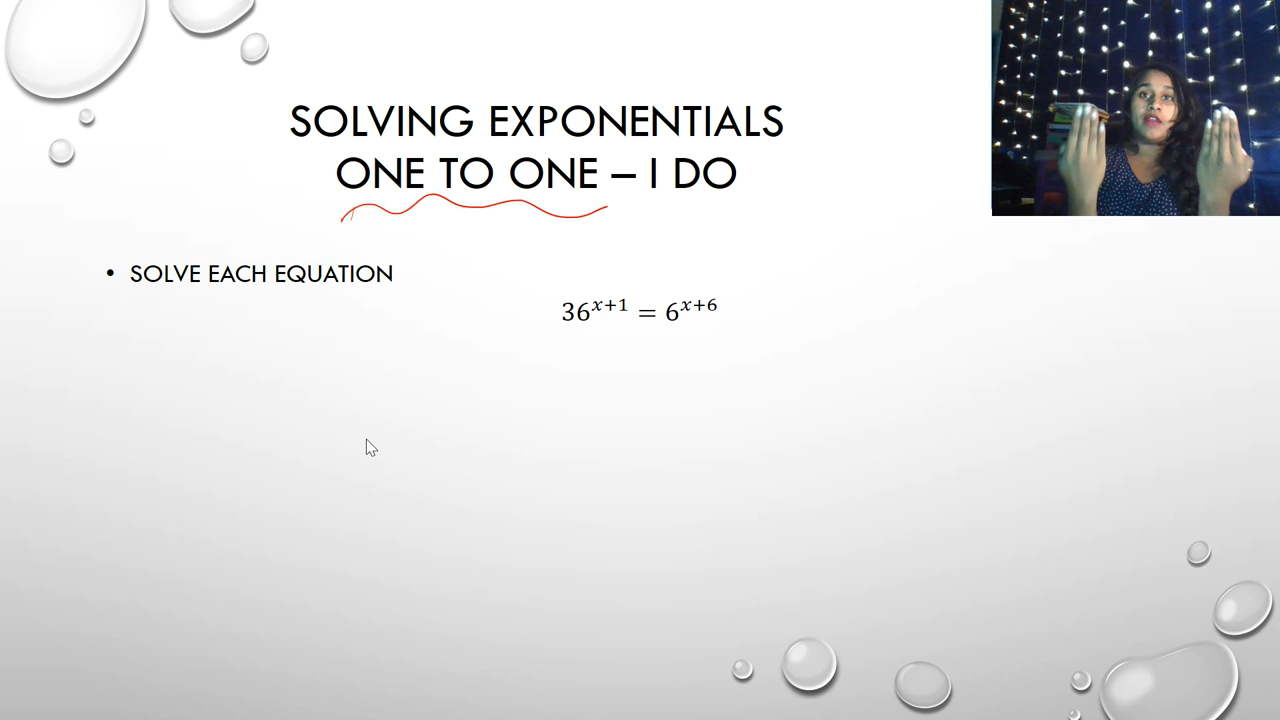 SOLVING EXPONENTIALS
ONE TO ONE – I DO
• SOLVE EACH EQUATION
36^{x+1} = 6^{x+6}